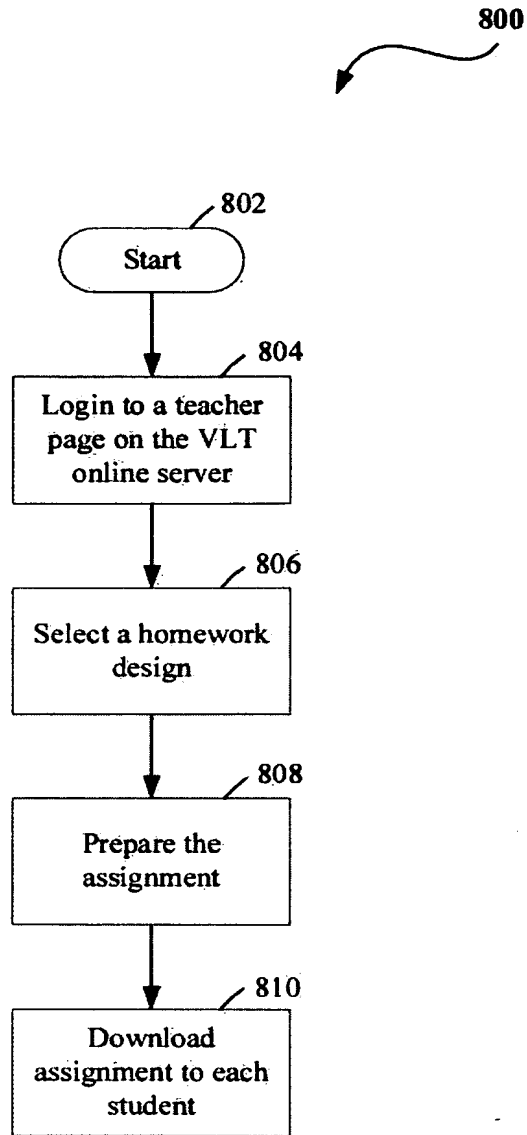 800
802
Start
804
Login to a teacher
page on the VLT
online server
806
Select a homework
design
808
Prepare the
assignment
810
Download
assignment to each
student